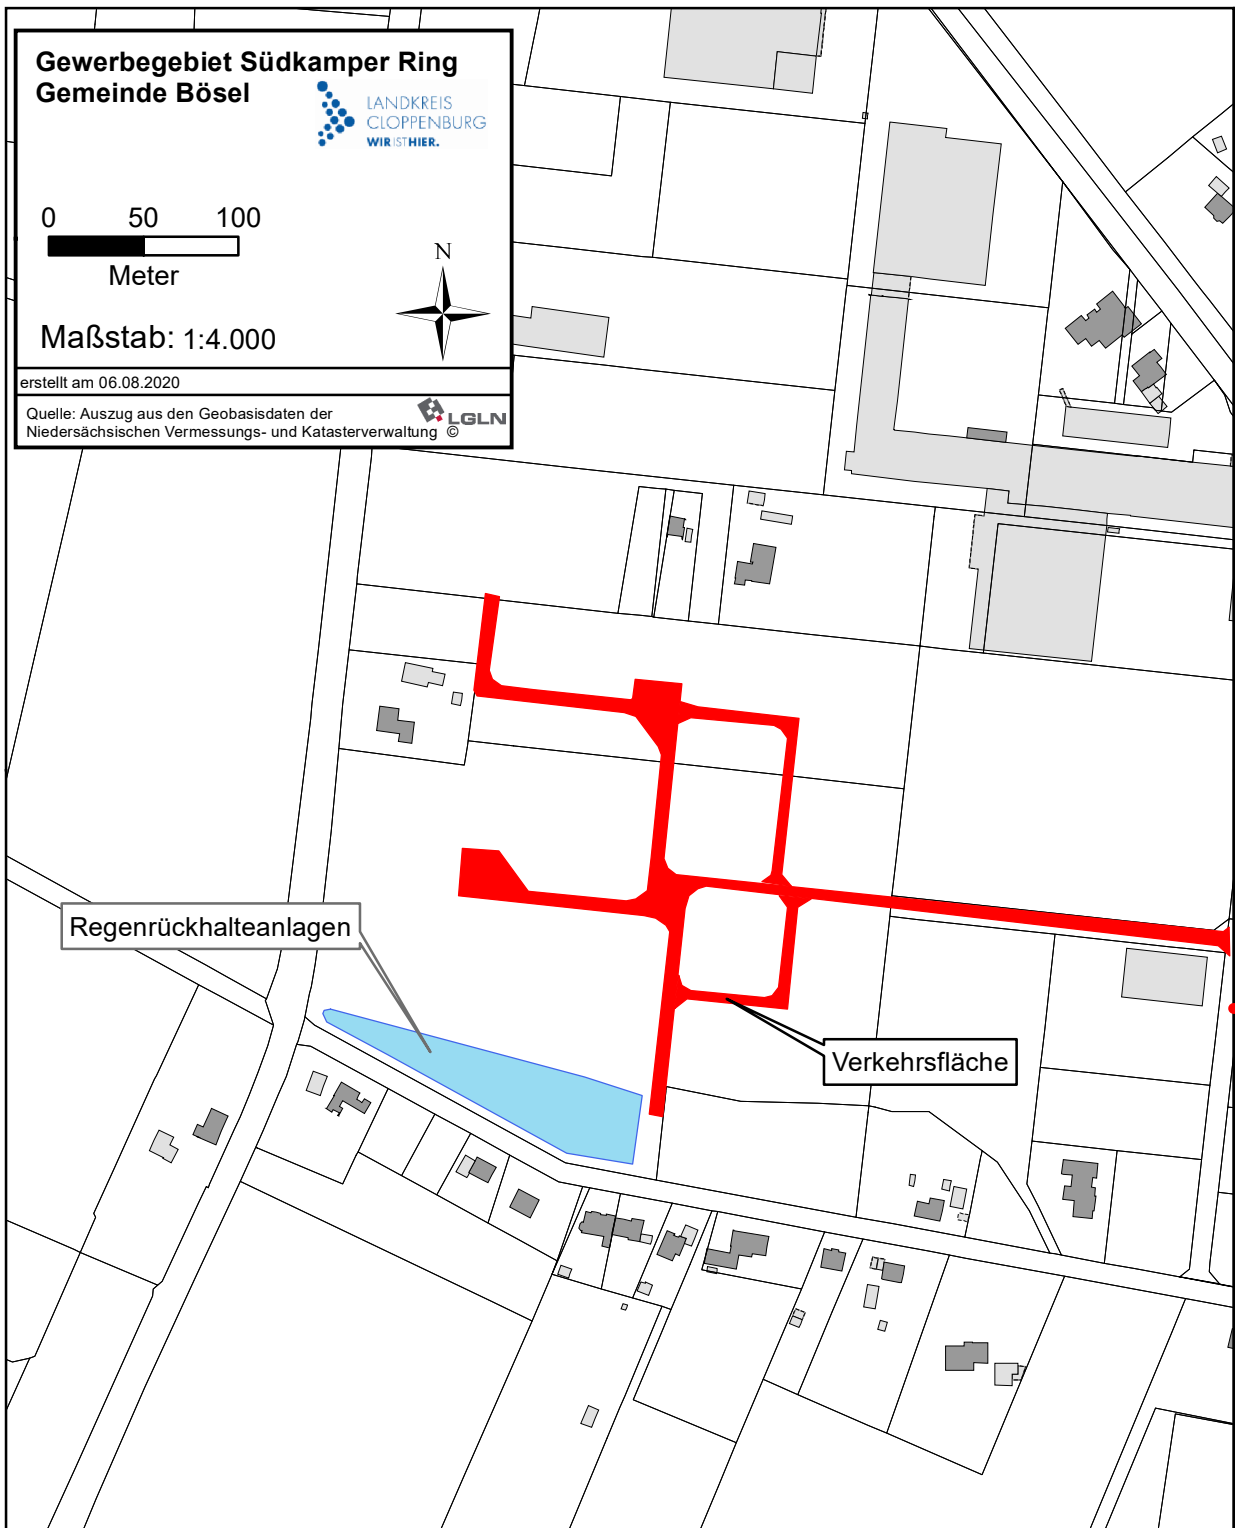 Gewerbegebiet Südkamper Ring
Gemeinde Bösel
LANDKREIS
CLOPPENBURG
WIR IST HIER.
0 50 100
Meter
N
Maßstab: 1:4.000
erstellt am 06.08.2020
Quelle: Auszug aus den Geobasisdaten der
Niedersächsischen Vermessungs- und Katasterverwaltung ©
LGLN
Regenrückhalteanlagen
Verkehrsfläche